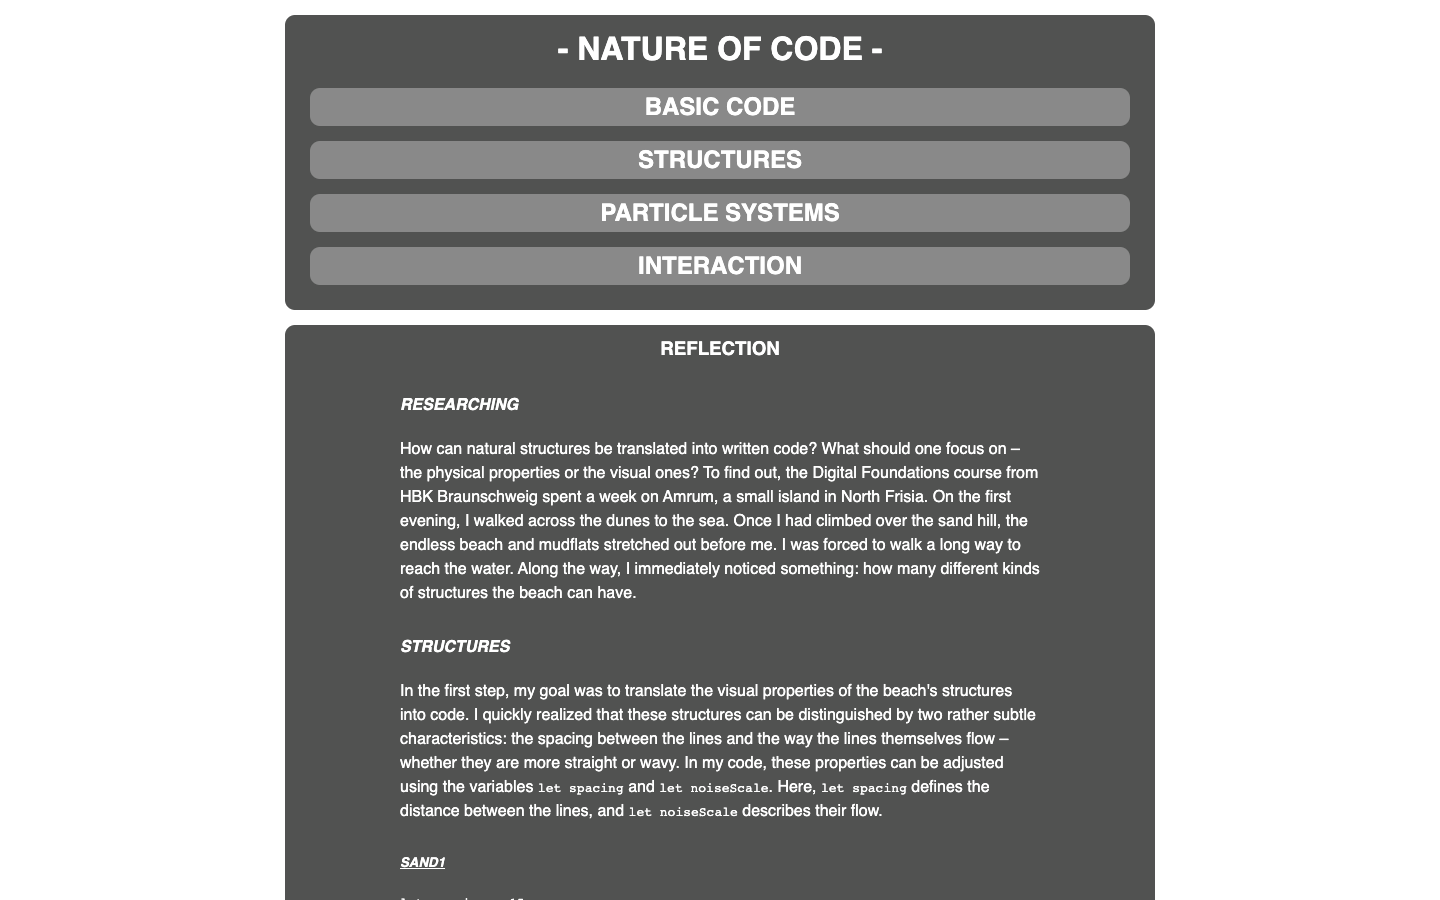 - NATURE OF CODE -
BASIC CODE
STRUCTURES
PARTICLE SYSTEMS
INTERACTION
REFLECTION
RESEARCHING
How can natural structures be translated into written code? What should one focus on –
the physical properties or the visual ones? To find out, the Digital Foundations course from
HBK Braunschweig spent a week on Amrum, a small island in North Frisia. On the first
evening, I walked across the dunes to the sea. Once I had climbed over the sand hill, the
endless beach and mudflats stretched out before me. I was forced to walk a long way to
reach the water. Along the way, I immediately noticed something: how many different kinds
of structures the beach can have.
STRUCTURES
In the first step, my goal was to translate the visual properties of the beach's structures
into code. I quickly realized that these structures can be distinguished by two rather subtle
characteristics: the spacing between the lines and the way the lines themselves flow –
whether they are more straight or wavy. In my code, these properties can be adjusted
using the variables let spacing and let noiseScale. Here, let spacing defines the
distance between the lines, and let noiseScale describes their flow.
SAND1